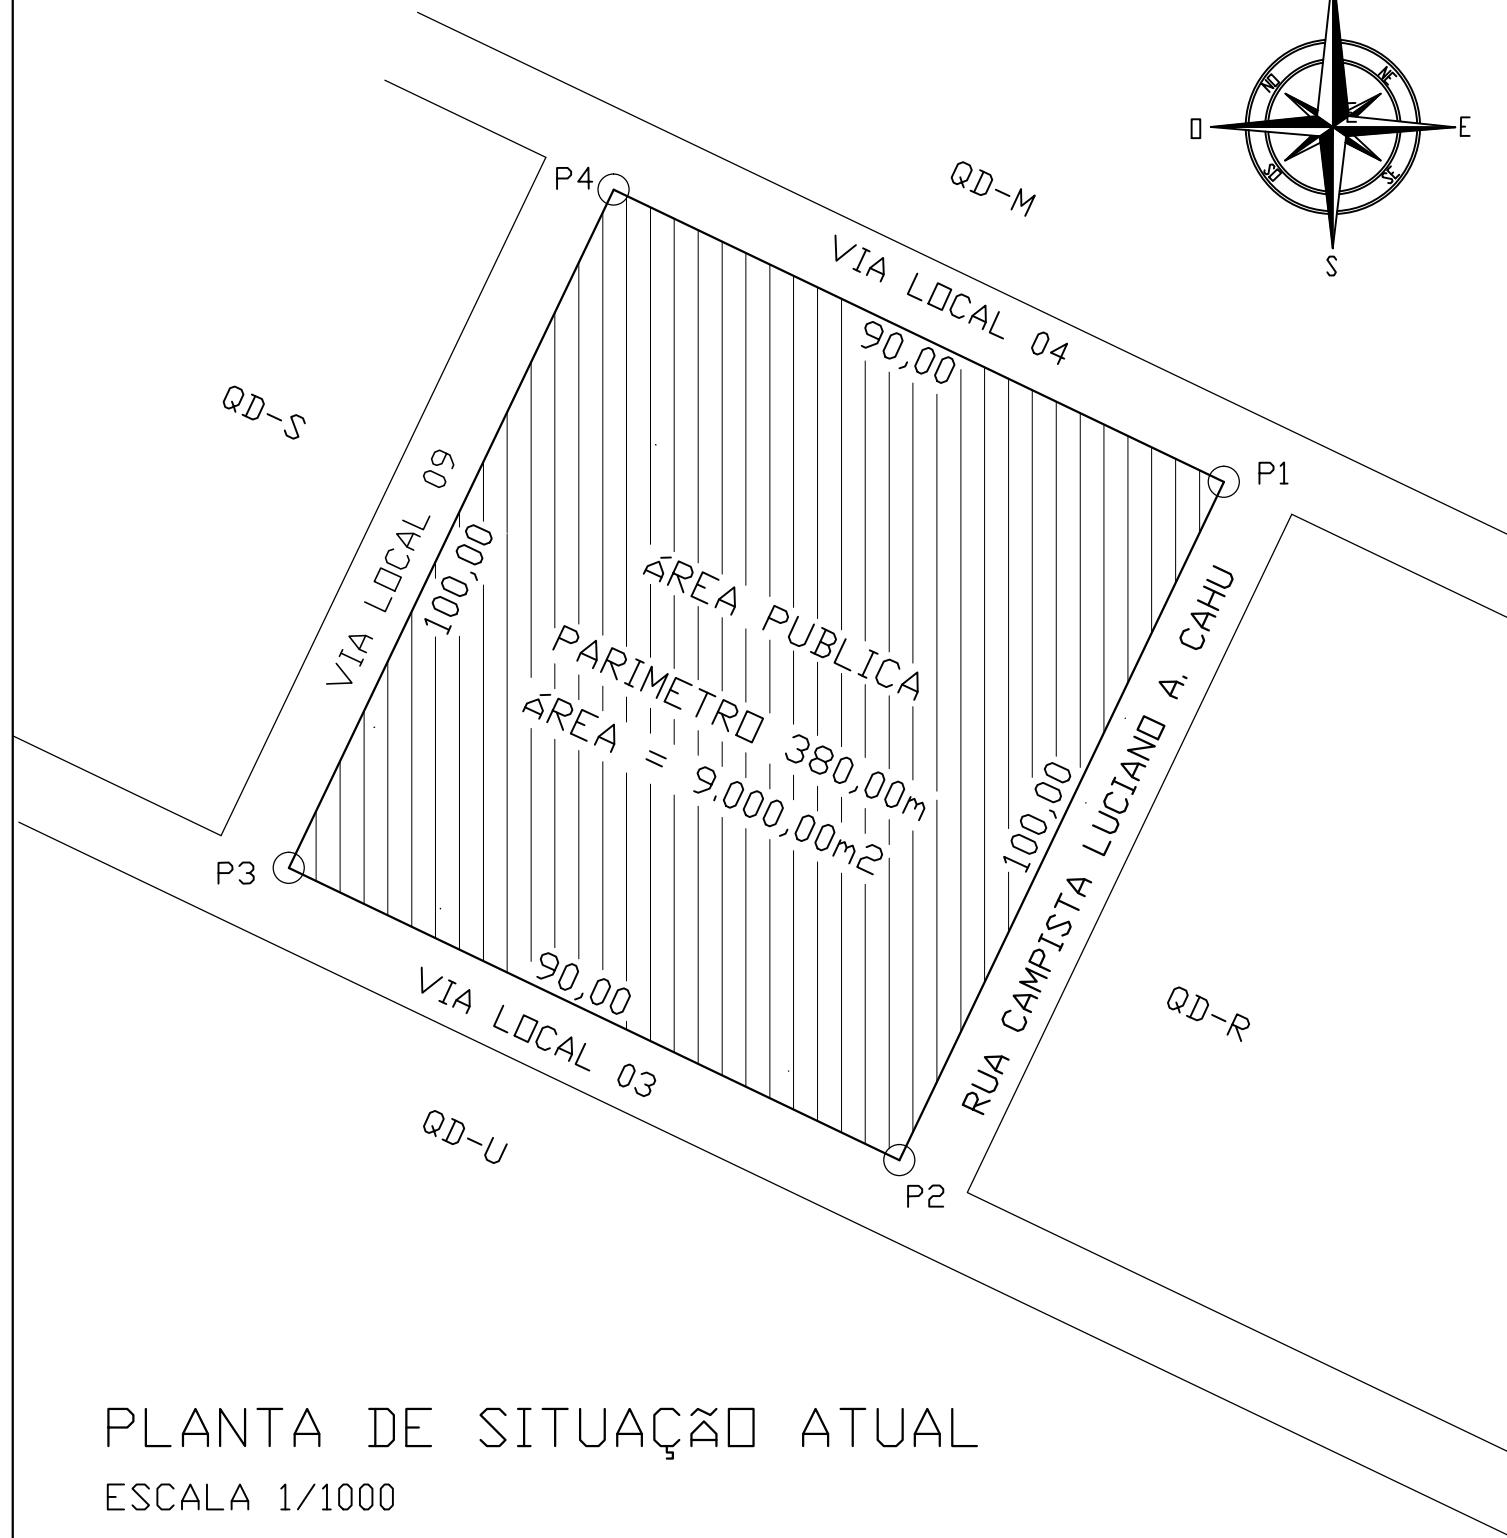 NO
NE
E
O
E
SO
SE
S
P4
QD-M
VIA LOCAL 04
90,00
QD-S
P1
VIA LOCAL 09
100,00
ÁREA PUBLICA
PARIMETRO 380,00m
ÁREA = 9.000,00m2
100,00
RUA CAMPISTA LUCIANO A. CAHU
P3
90,00
VIA LOCAL 03
QD-R
QD-U
P2
PLANTA DE SITUAÇÃO ATUAL
ESCALA 1/1000